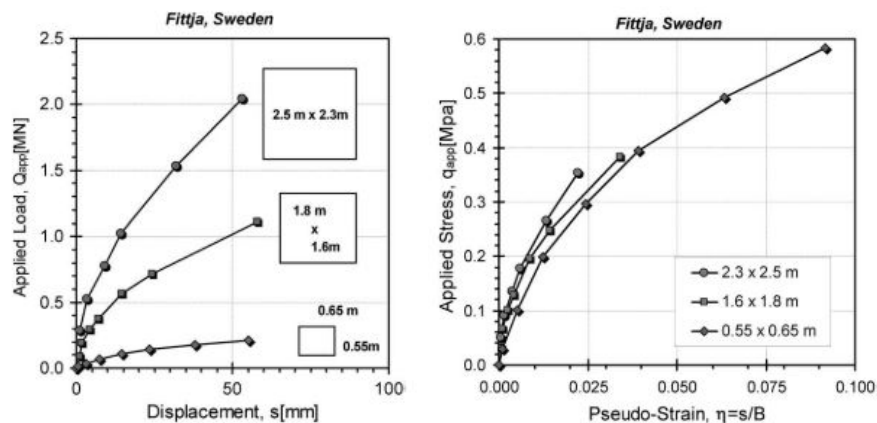 Fittja, Sweden
Applied Load, Qapp[MN]
2.5
2.0
1.5
1.0
0.5
0.0
2.5 m x 2.3m
1.8 m
x
1.6m
0.65 m
0.55m
0
50
100
Displacement, s[mm]
Fittja, Sweden
Applied Stress, qapp[Mpa]
0.6
0.5
0.4
0.3
0.2
0.1
0.0
2.3 x 2.5 m
1.6 x 1.8 m
0.55 x 0.65 m
0.000
0.025
0.050
0.075
0.100
Pseudo-Strain, η=s/B